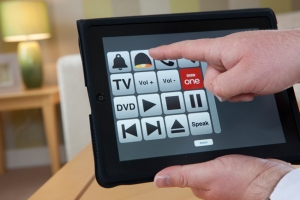 TV Vol + Vol - BBC one
DVD
Speak